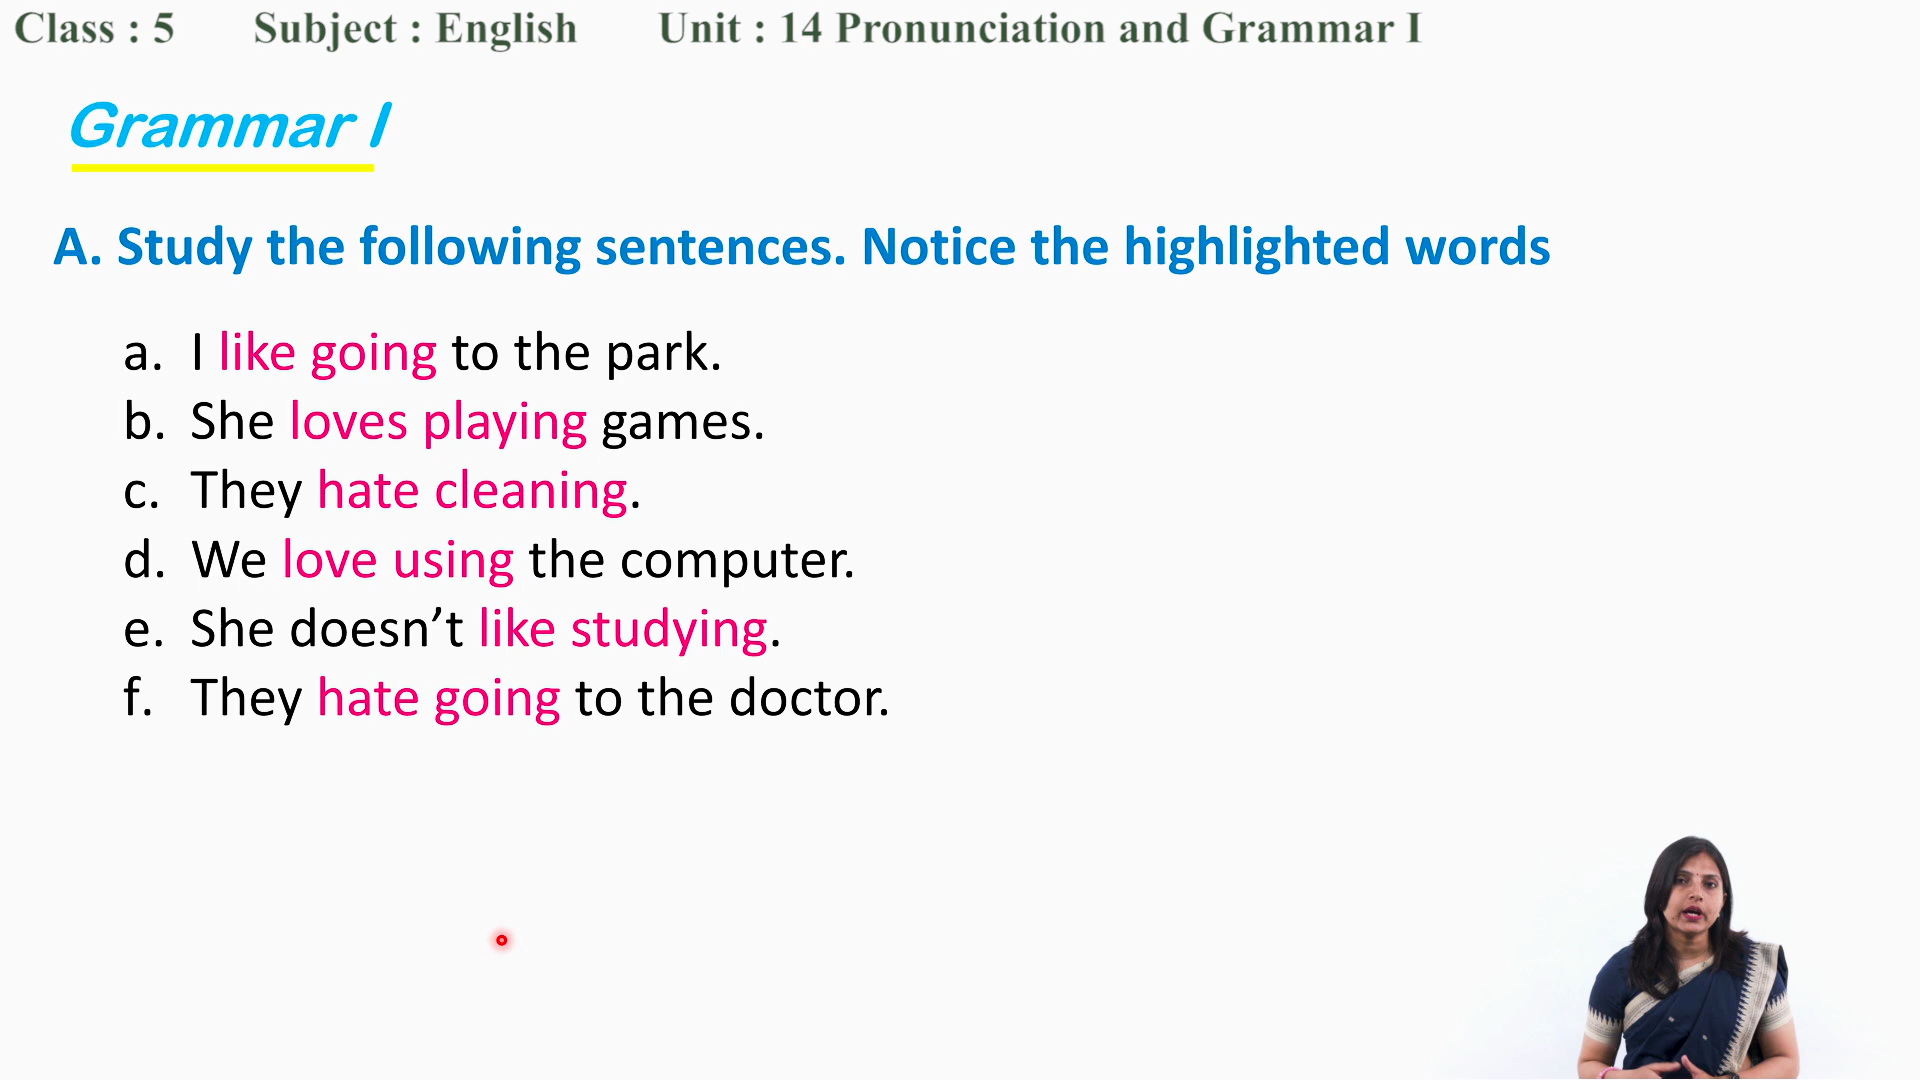 Class : 5 Subject : English Unit : 14 Pronunciation and Grammar I
Grammar I
A. Study the following sentences. Notice the highlighted words
a. I like going to the park.
b. She loves playing games.
c. They hate cleaning.
d. We love using the computer.
e. She doesn’t like studying.
f. They hate going to the doctor.